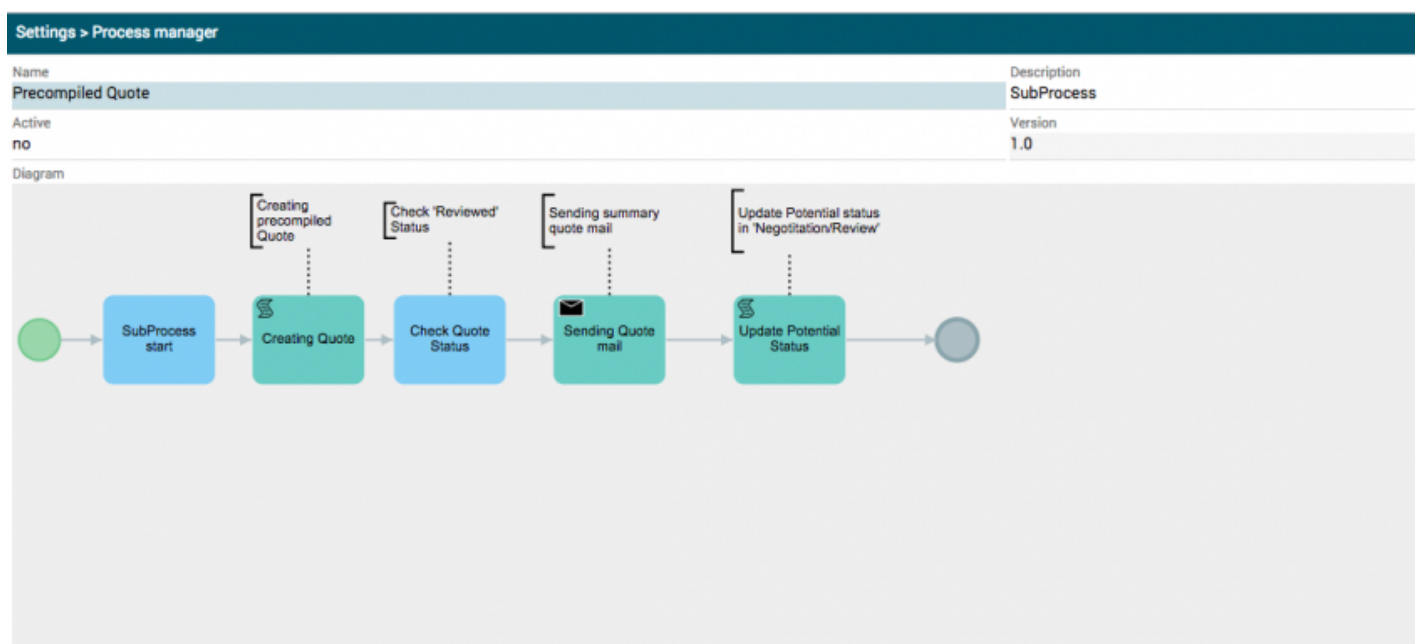 Settings > Process manager
Name
Description
Precompiled Quote
SubProcess
Active
Version
no
1.0
Diagram
Creating
precompiled
Quote
Check 'Reviewed'
Status
Sending summary
quote mail
Update Potential status
in 'Negotitation/Review'
SubProcess
start
Creating Quote
Check Quote
Status
Sending Quote
mail
Update Potential
Status